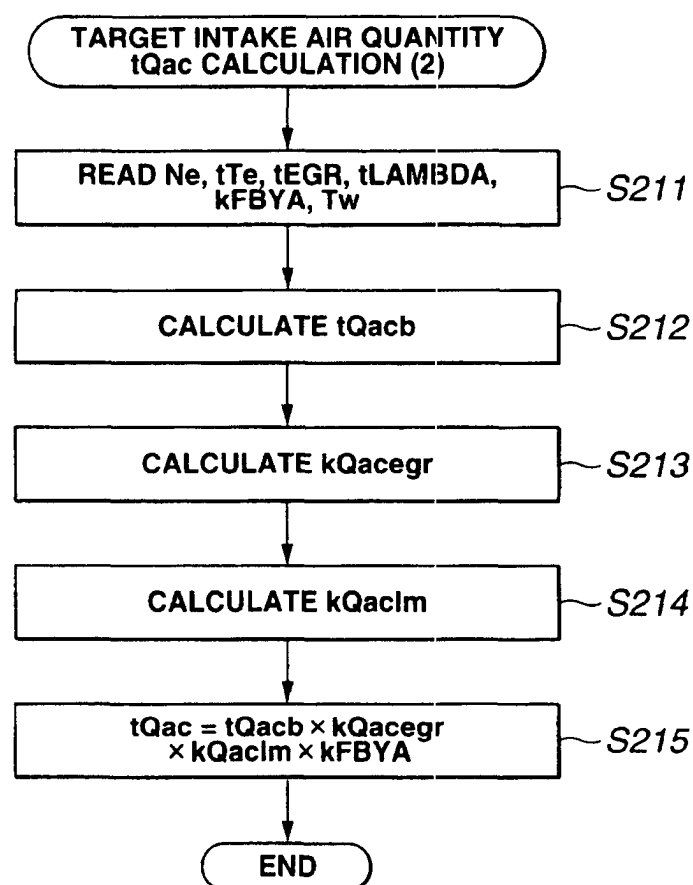 TARGET INTAKE AIR QUANTITY
tQac CALCULATION (2)
READ Ne, tTe, tEGR, tLAMBDA,
kFBYA, Tw
S211
CALCULATE tQacb
S212
CALCULATE kQacegr
S213
CALCULATE kQaclm
S214
tQac = tQacb × kQacegr
× kQaclm × kFBYA
S215
END